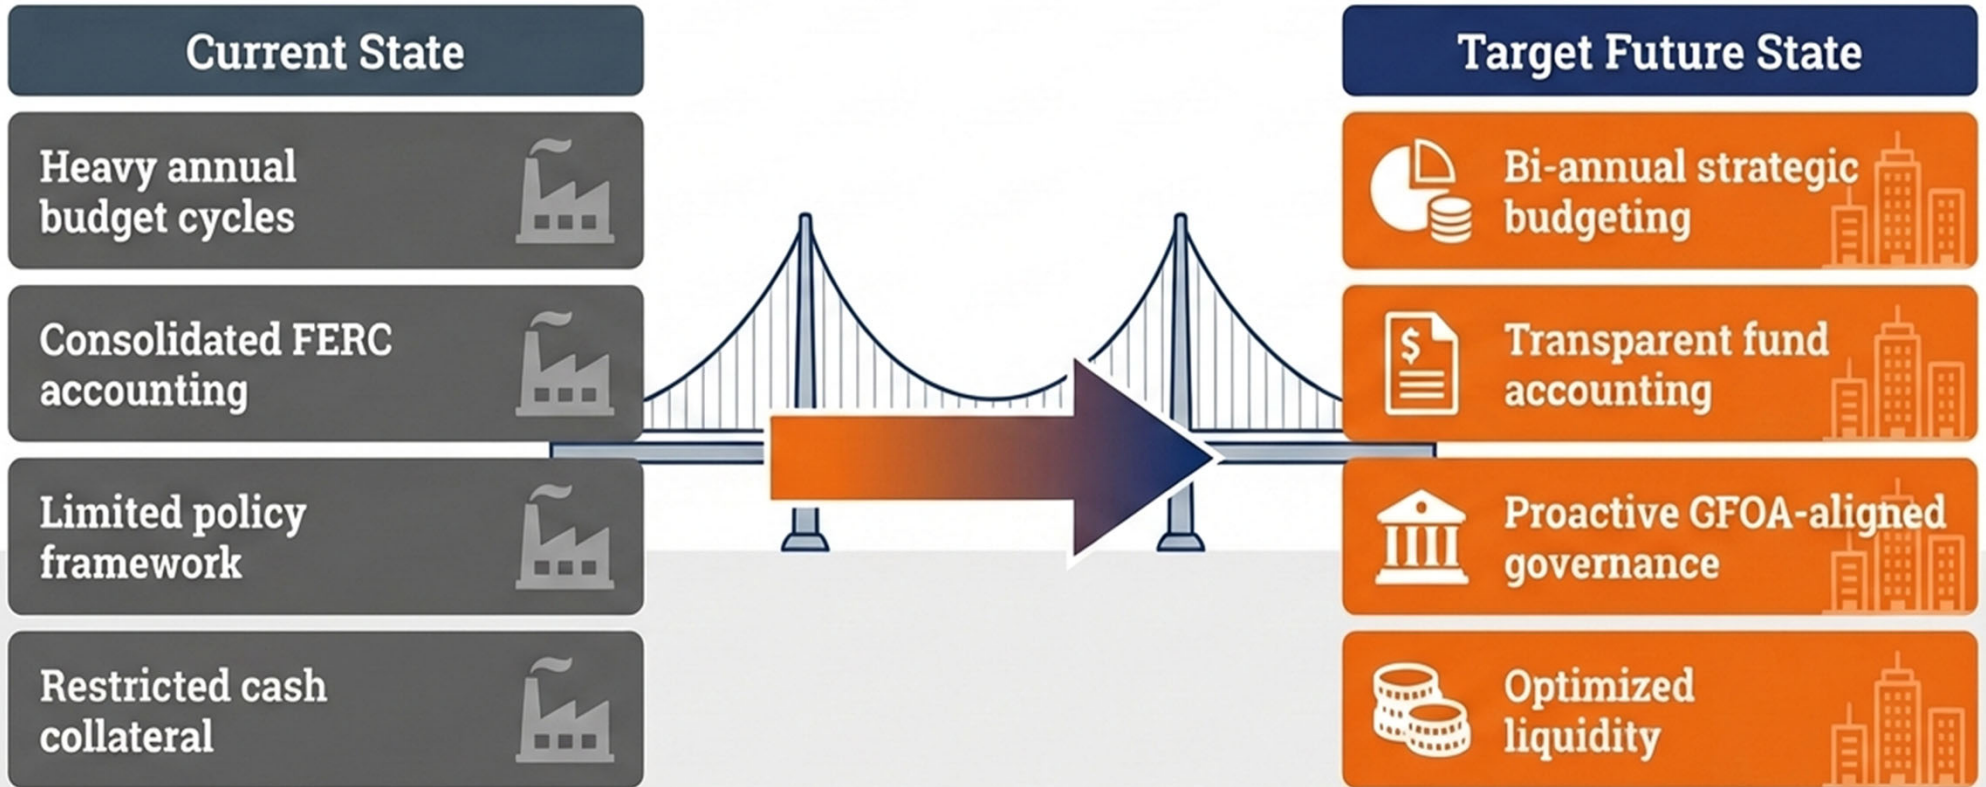 Current State
Heavy annual
budget cycles
Consolidated FERC
accounting
Limited policy
framework
Restricted cash
collateral
Target Future State
Bi-annual strategic
budgeting
$
Transparent fund
accounting
Proactive GFOA-aligned
governance
Optimized
liquidity